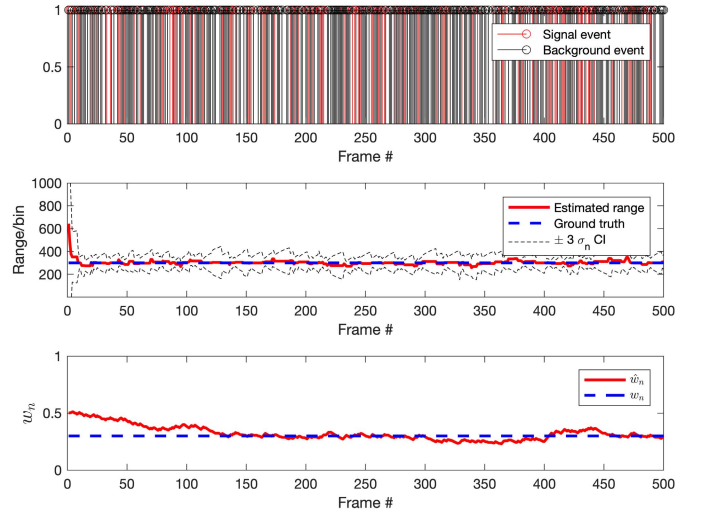 1
0.5
0
Signal event
Background event
0 50 100 150 200 250 300 350 400 450 500
Frame #
Range/bin
1000
800
600
400
200
Estimated range
Ground truth
± 3 σn CI
0 50 100 150 200 250 300 350 400 450 500
Frame #
wn
1
0.5
0
ŵn
wn
0 50 100 150 200 250 300 350 400 450 500
Frame #